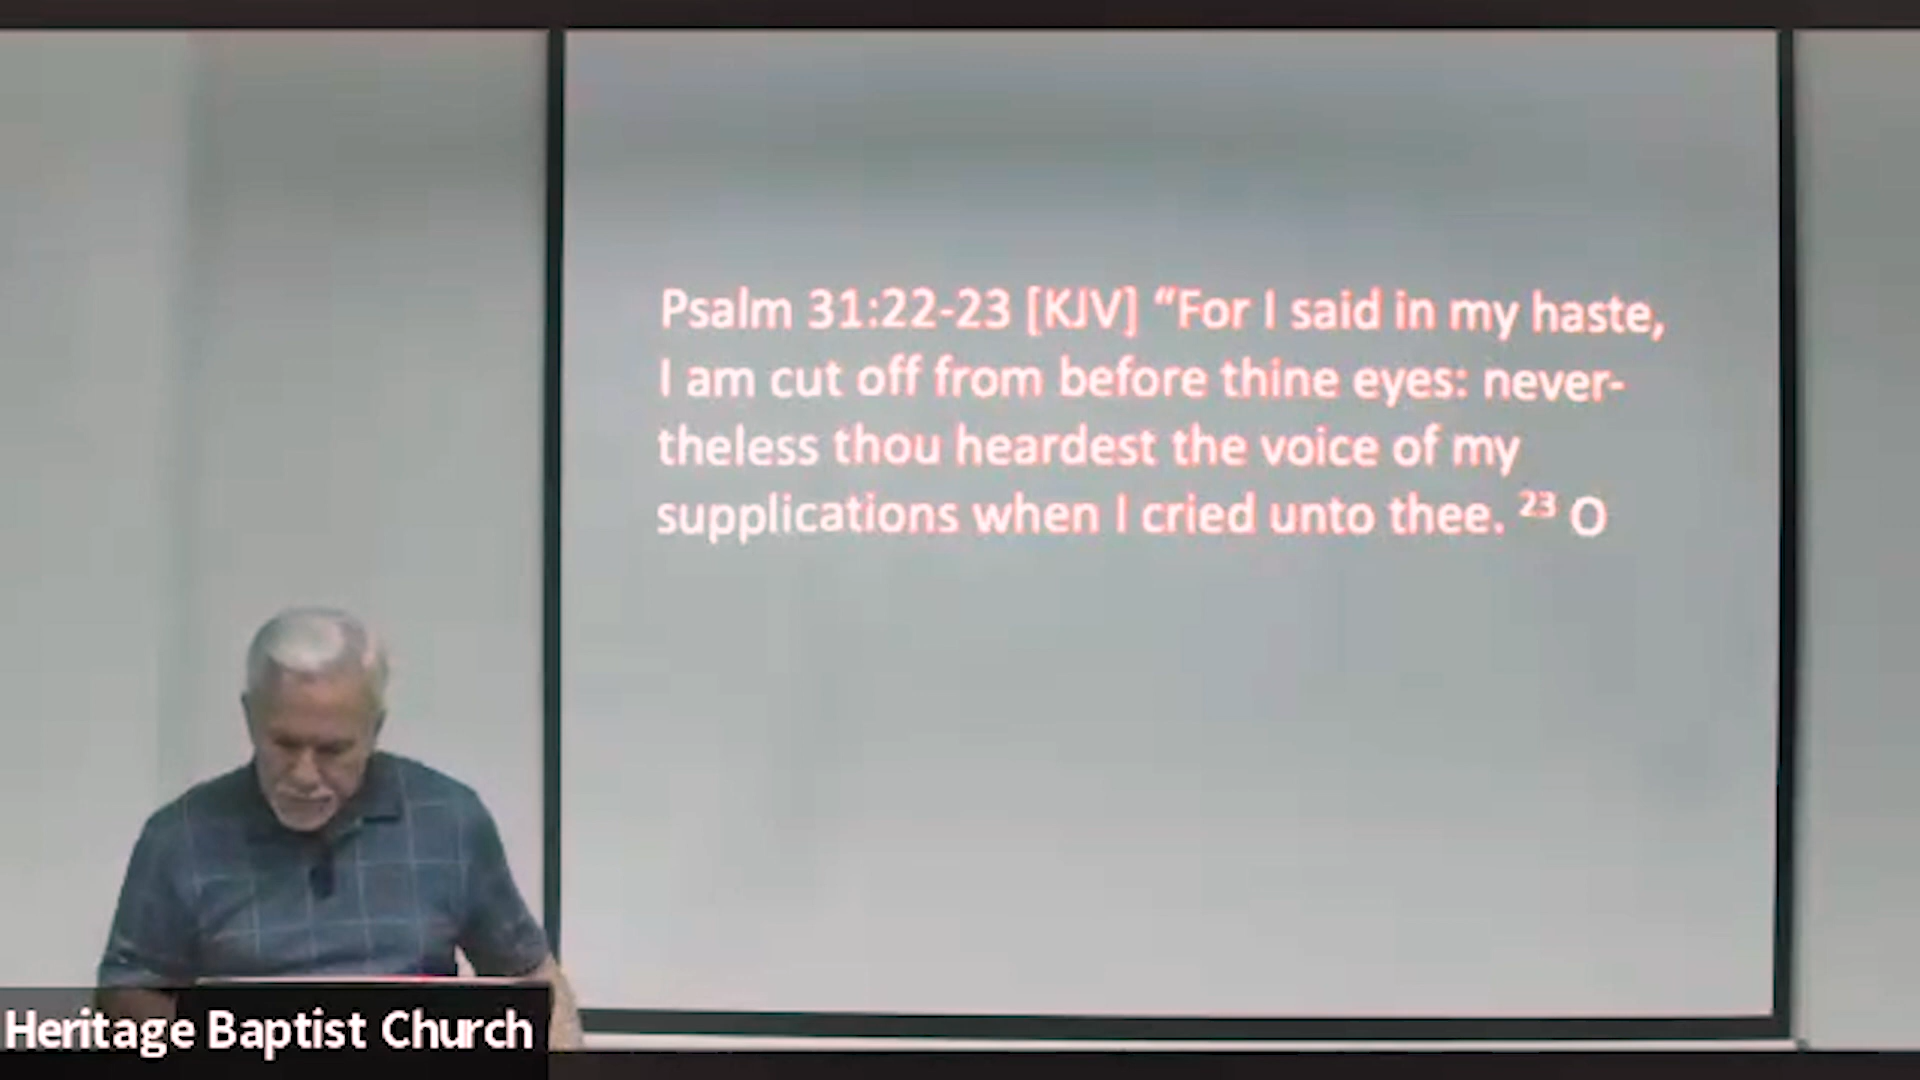 Psalm 31:22-23 [KJV] “For I said in my haste,
I am cut off from before thine eyes: never-
theless thou heardest the voice of my
supplications when I cried unto thee. ²³ O
Heritage Baptist Church